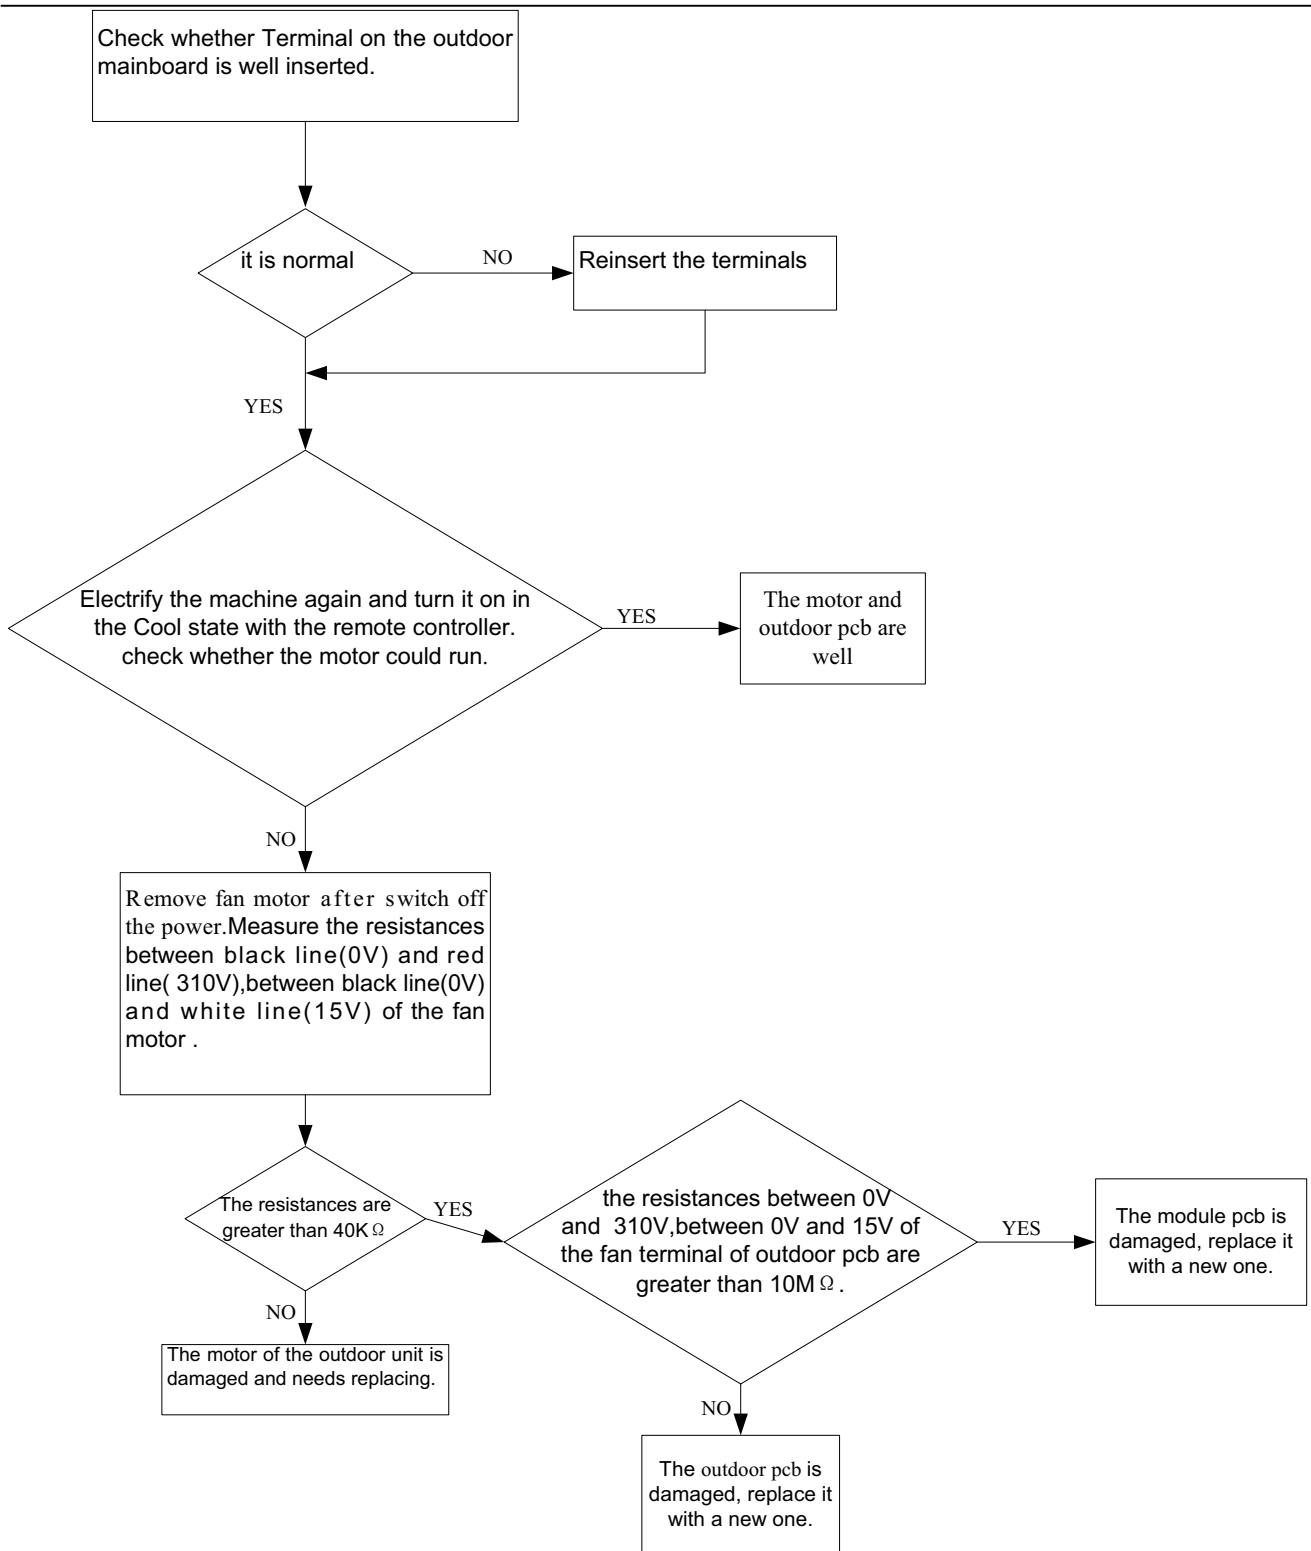 Check whether Terminal on the outdoor
mainboard is well inserted.
it is normal
NO
Reinsert the terminals
YES
Electrify the machine again and turn it on in
the Cool state with the remote controller.
check whether the motor could run.
YES
The motor and
outdoor pcb are
well
NO
Remove fan motor after switch off
the power.Measure the resistances
between black line(0V) and red
line( 310V),between black line(0V)
and white line(15V) of the fan
motor .
The resistances are
greater than 40KΩ
YES
the resistances between 0V
and 310V,between 0V and 15V of
the fan terminal of outdoor pcb are
greater than 10MΩ.
YES
The module pcb is
damaged, replace it
with a new one.
NO
The motor of the outdoor unit is
damaged and needs replacing.
NO
The outdoor pcb is
damaged, replace it
with a new one.